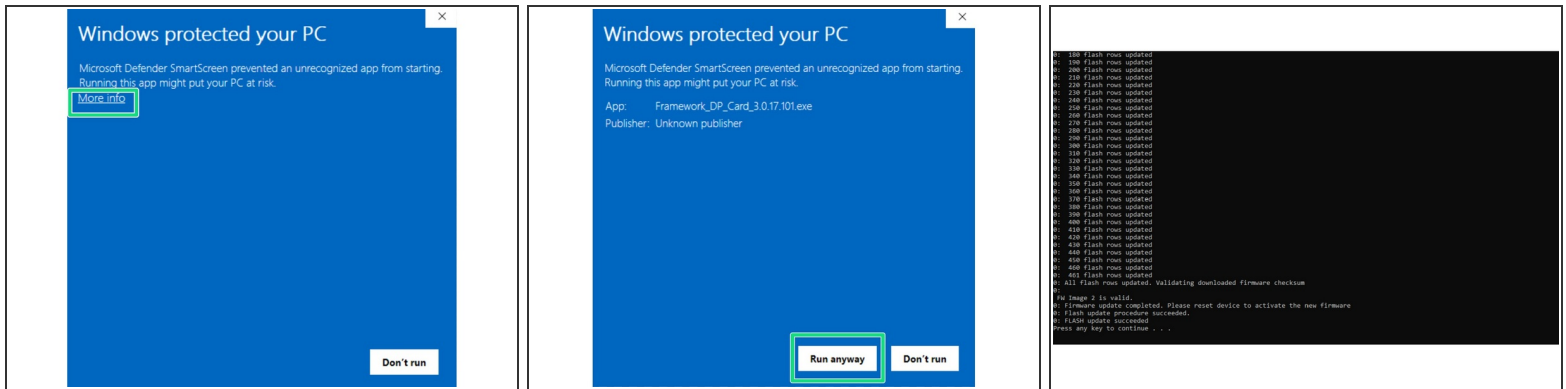 Windows protected your PC
Microsoft Defender SmartScreen prevented an unrecognized app from starting.
Running this app might put your PC at risk.
More info
Don't run
Windows protected your PC
Microsoft Defender SmartScreen prevented an unrecognized app from starting.
Running this app might put your PC at risk.
App: Framework_DP_Card_3.0.17.101.exe
Publisher: Unknown publisher
Run anyway
Don't run
0: 180 flash rows updated
0: 190 flash rows updated
0: 200 flash rows updated
0: 210 flash rows updated
0: 220 flash rows updated
0: 230 flash rows updated
0: 240 flash rows updated
0: 250 flash rows updated
0: 260 flash rows updated
0: 270 flash rows updated
0: 280 flash rows updated
0: 290 flash rows updated
0: 300 flash rows updated
0: 310 flash rows updated
0: 320 flash rows updated
0: 330 flash rows updated
0: 340 flash rows updated
0: 350 flash rows updated
0: 360 flash rows updated
0: 370 flash rows updated
0: 380 flash rows updated
0: 390 flash rows updated
0: 400 flash rows updated
0: 410 flash rows updated
0: 420 flash rows updated
0: 430 flash rows updated
0: 440 flash rows updated
0: 450 flash rows updated
0: 460 flash rows updated
0: 461 flash rows updated
0: All flash rows updated. Validating downloaded firmware checksum
0:
FW Image 2 is valid.
0: Firmware update completed. Please reset device to activate the new firmware
0: Flash update procedure succeeded.
0: FLASH update succeeded
Press any key to continue . . .